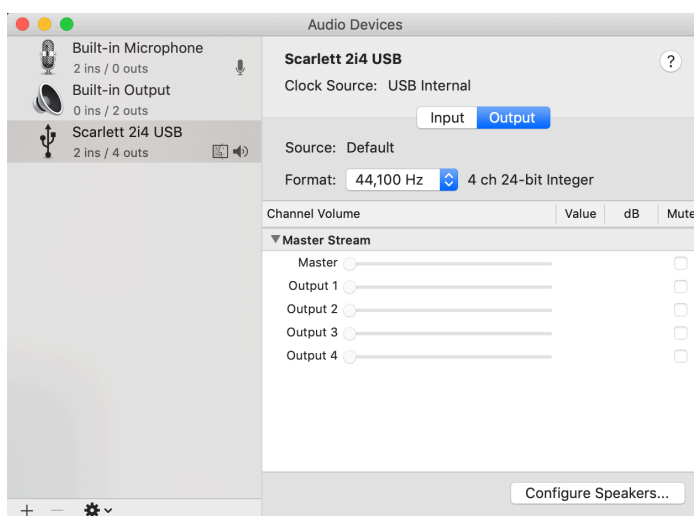 Audio Devices
Built-in Microphone
2 ins / 0 outs
Built-in Output
0 ins / 2 outs
Scarlett 2i4 USB
2 ins / 4 outs
Scarlett 2i4 USB
?
Clock Source: USB Internal
Input Output
Source: Default
Format: 44,100 Hz 4 ch 24-bit Integer
Channel Volume Value dB Mute
Master Stream
Master
Output 1
Output 2
Output 3
Output 4
Configure Speakers...